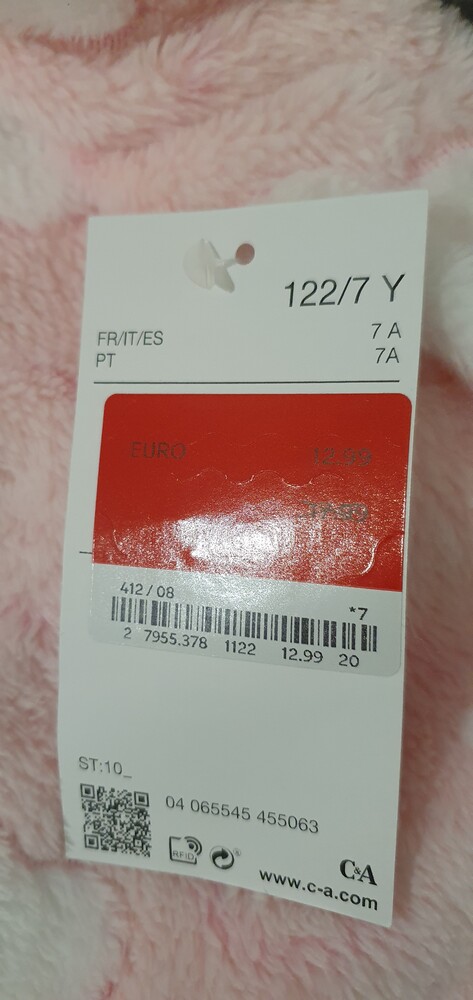 122/7 Y
FR/IT/ES 7 A
PT 7A
EURO 12.99
412 / 08 *7
2 7955.378 1122 12.99 20
ST:10_
04 065545 455063
RFID
C&A
www.c-a.com